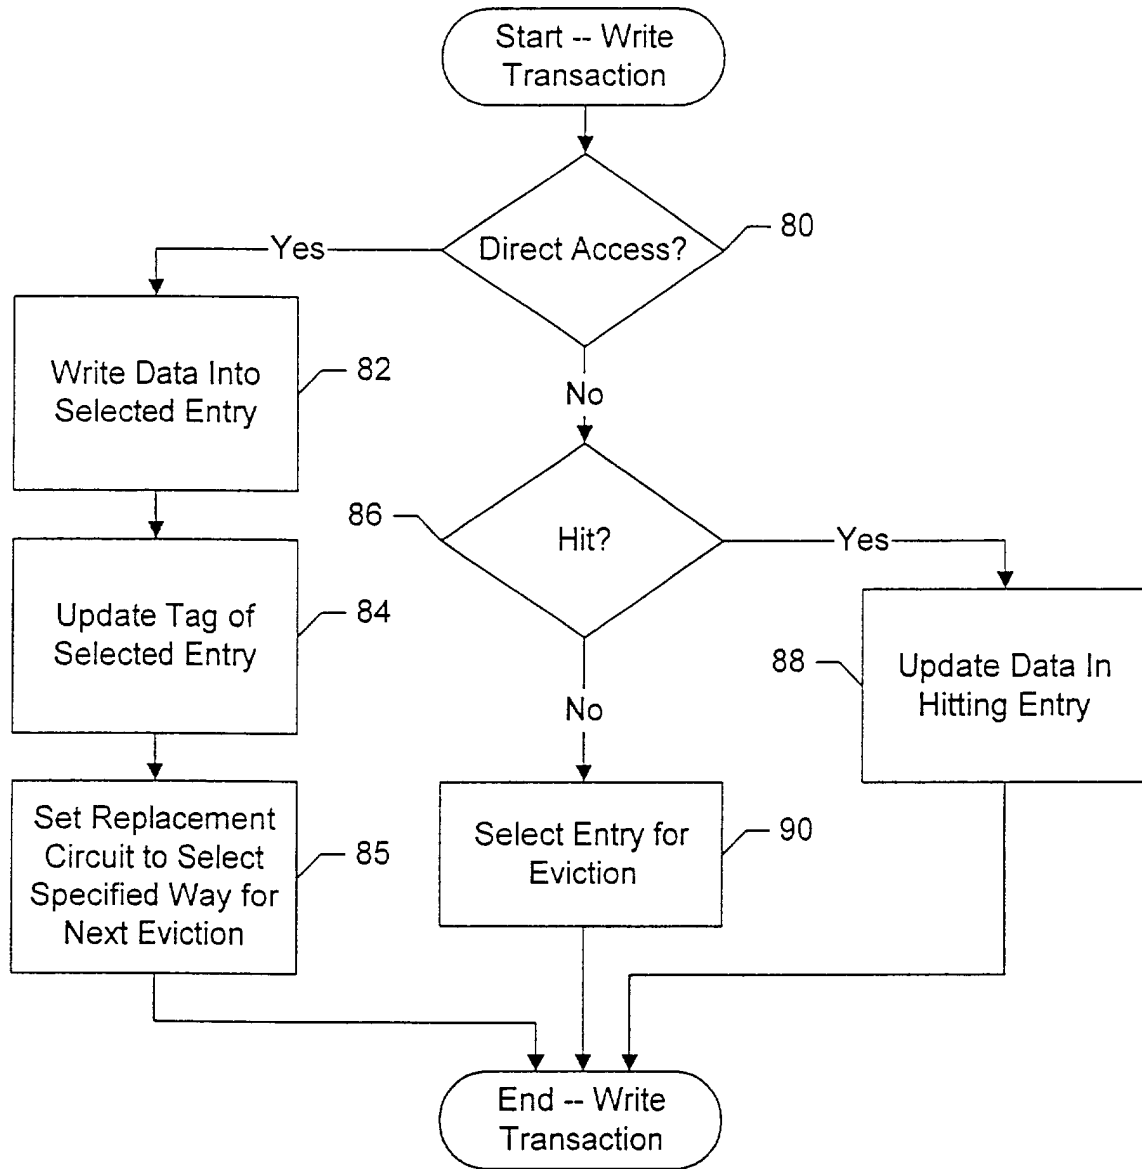 Start -- Write
Transaction
Direct Access?
80
Yes
Write Data Into
Selected Entry
82
No
86
Hit?
Yes
Update Tag of
Selected Entry
84
88
Update Data In
Hitting Entry
No
Set Replacement
Circuit to Select
Specified Way for
Next Eviction
85
Select Entry for
Eviction
90
End -- Write
Transaction